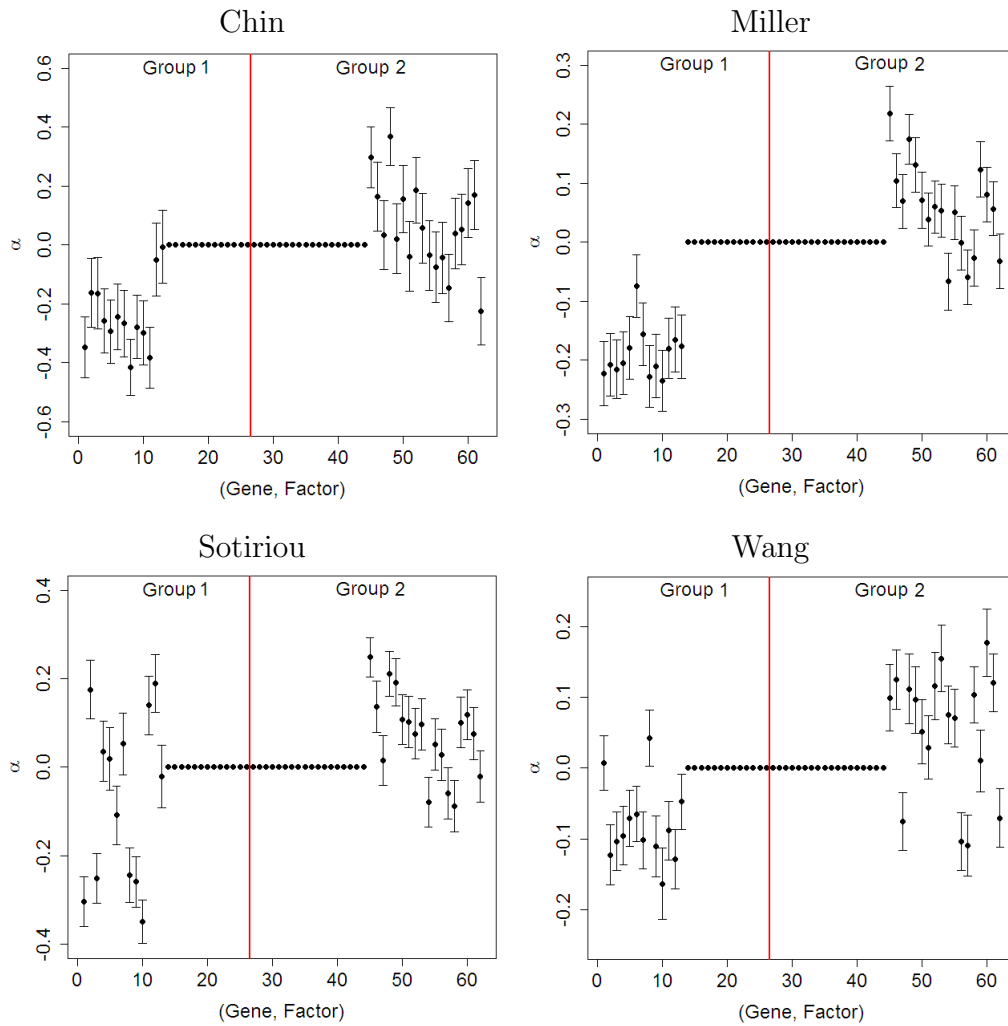 Chin
Group 1
Group 2
0.6
0.4
0.2
0.0
-0.2
-0.4
-0.6
α
0 10 20 30 40 50 60
(Gene, Factor)
Miller
Group 1
Group 2
0.3
0.2
0.1
0.0
-0.1
-0.2
-0.3
α
0 10 20 30 40 50 60
(Gene, Factor)
Sotiriou
Group 1
Group 2
0.4
0.2
0.0
-0.2
-0.4
α
0 10 20 30 40 50 60
(Gene, Factor)
Wang
Group 1
Group 2
0.2
0.1
0.0
-0.1
-0.2
α
0 10 20 30 40 50 60
(Gene, Factor)